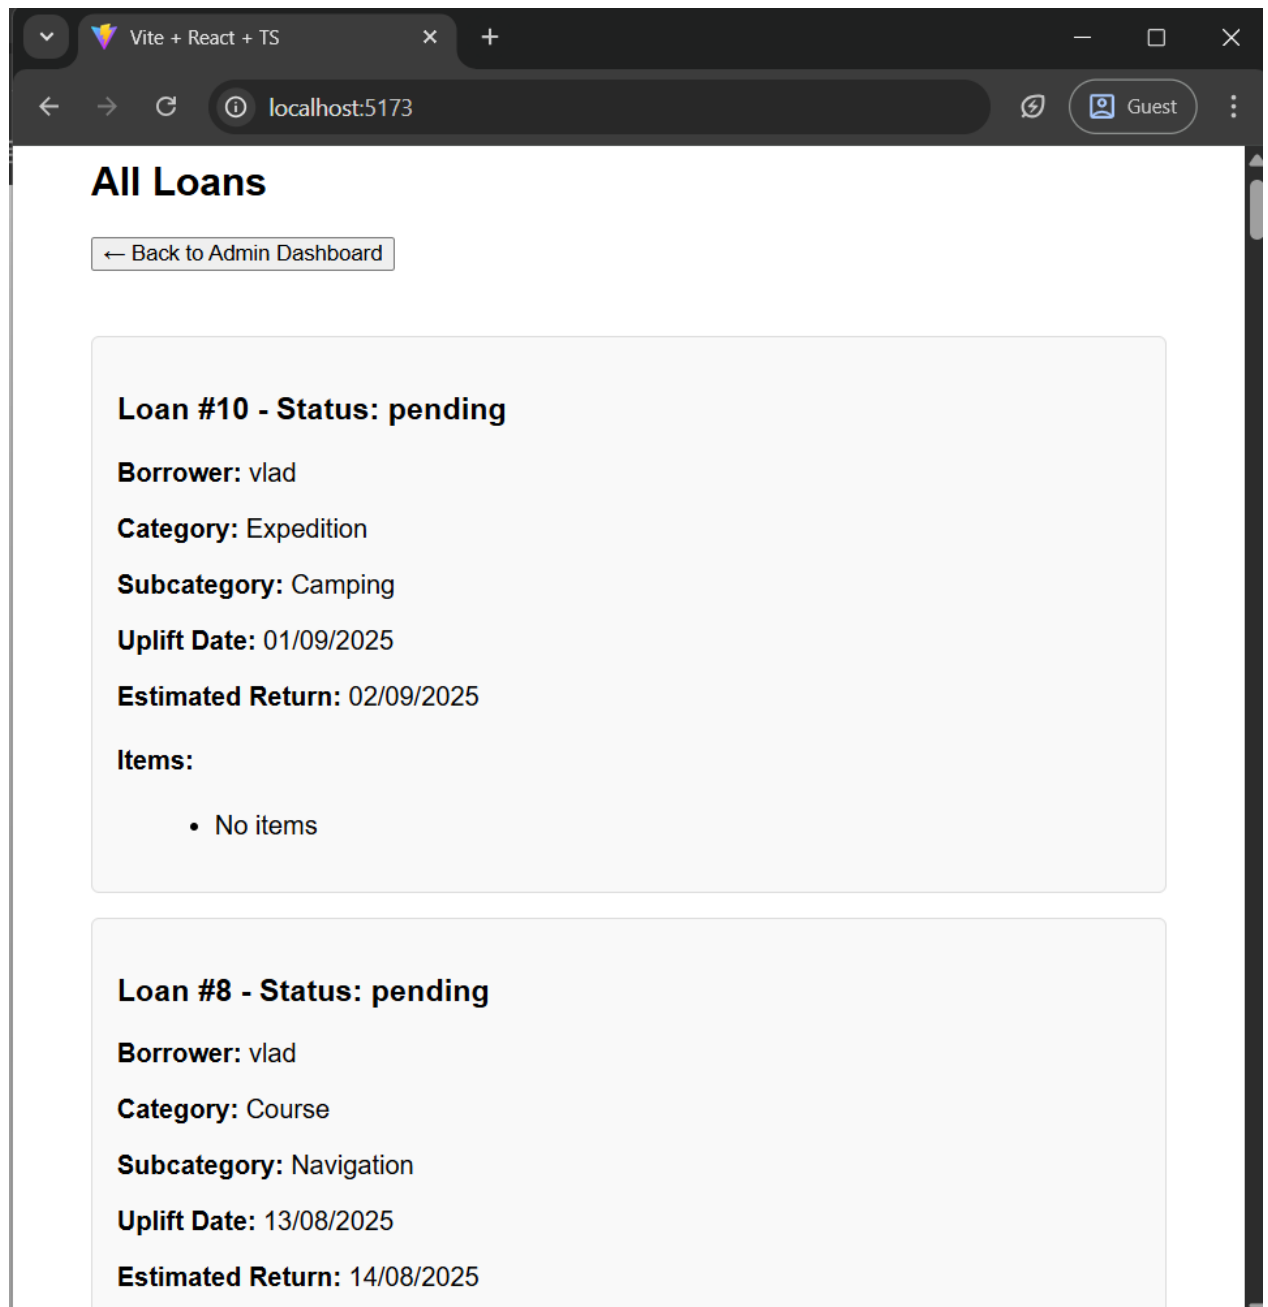 Vite + React + TS
localhost:5173
Guest
All Loans
← Back to Admin Dashboard
Loan #10 - Status: pending
Borrower: vlad
Category: Expedition
Subcategory: Camping
Uplift Date: 01/09/2025
Estimated Return: 02/09/2025
Items:
• No items
Loan #8 - Status: pending
Borrower: vlad
Category: Course
Subcategory: Navigation
Uplift Date: 13/08/2025
Estimated Return: 14/08/2025